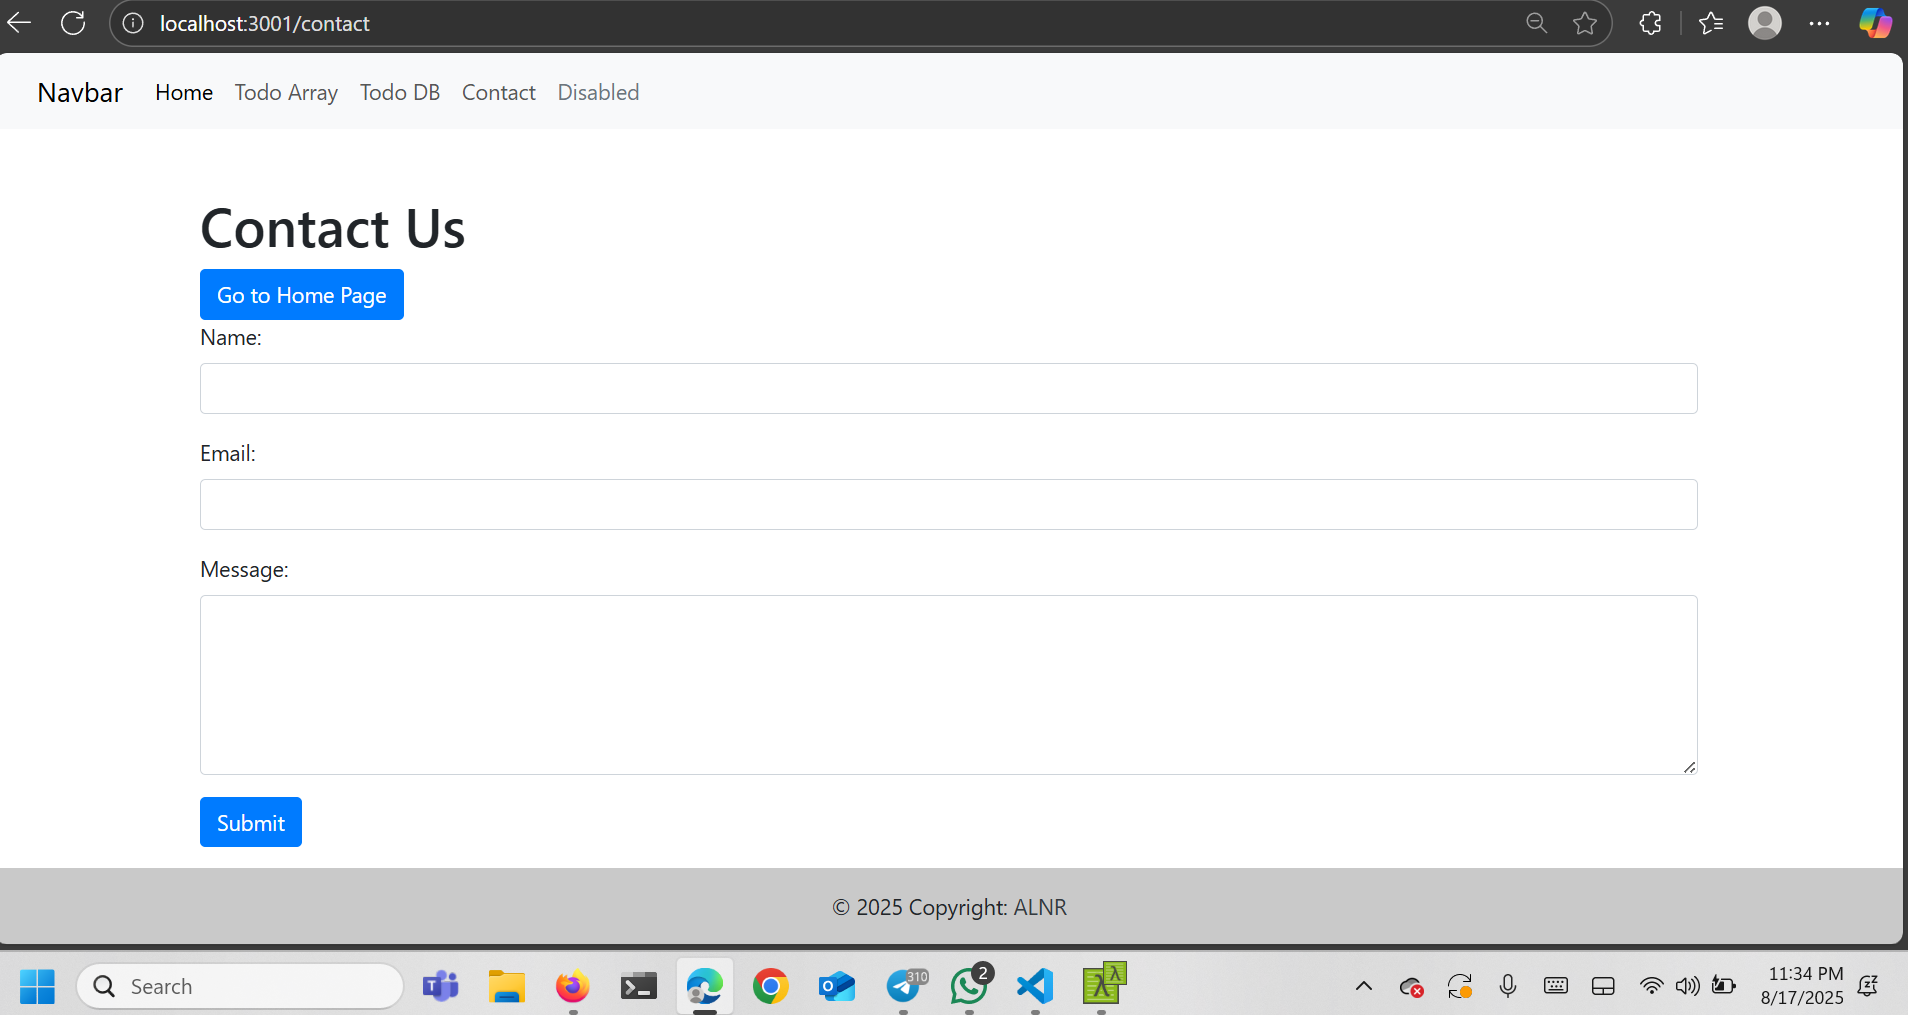 localhost:3001/contact
Navbar Home Todo Array Todo DB Contact Disabled
Contact Us
Go to Home Page
Name:
Email:
Message:
Submit
© 2025 Copyright: ALNR
Search
310
2
11:34 PM
8/17/2025